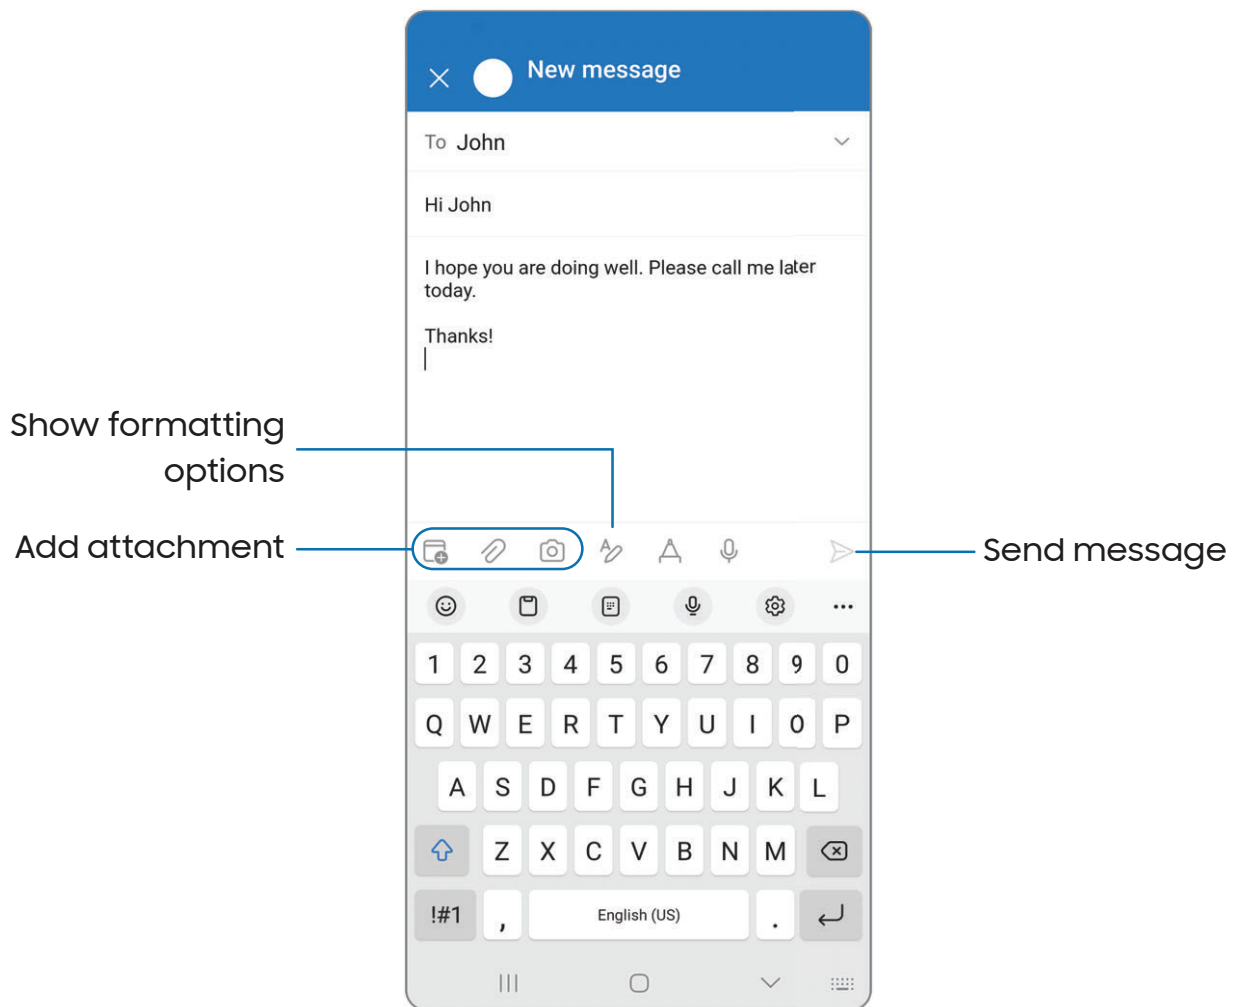 New message
To John
Hi John
I hope you are doing well. Please call me later
today.
Thanks!
Show formatting
options
Add attachment
Send message
1 2 3 4 5 6 7 8 9 0
Q W E R T Y U I O P
A S D F G H J K L
Z X C V B N M
!#1 , English (US) .